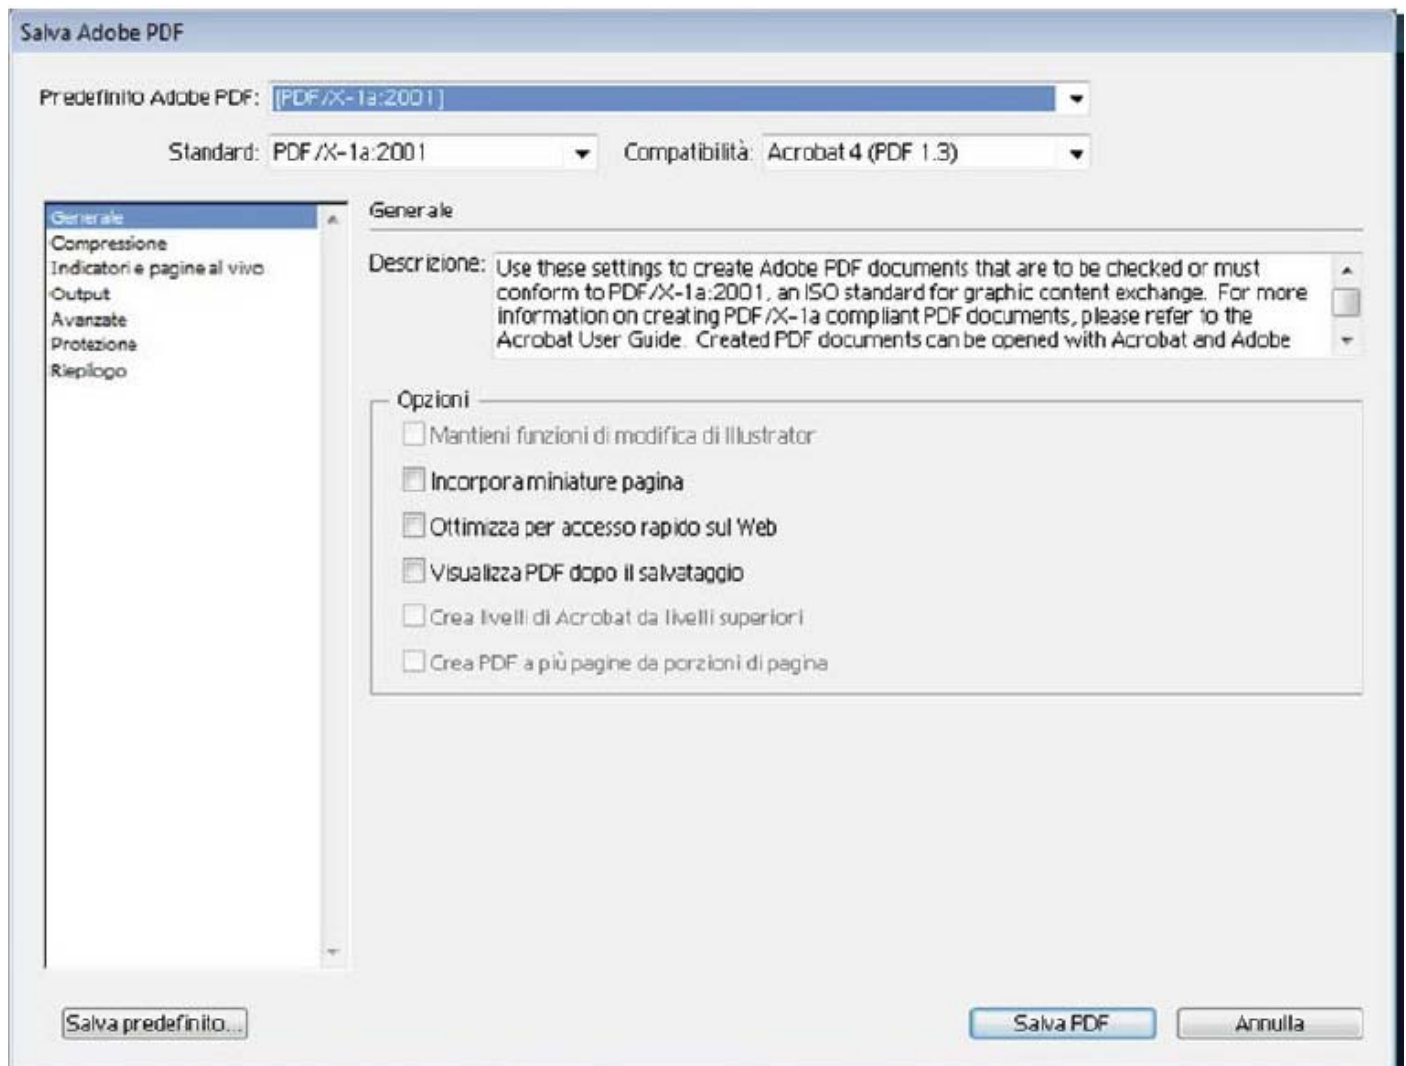 Salva Adobe PDF
Predefinito Adobe PDF: [PDF/X-1a:2001]
Standard: PDF/X-1a:2001 Compatibilità: Acrobat 4 (PDF 1.3)
Generale
Compressione
Indicatori e pagine al vivo
Output
Avanzate
Protezione
Riepilogo
Generale
Descrizione: Use these settings to create Adobe PDF documents that are to be checked or must
conform to PDF/X-1a:2001, an ISO standard for graphic content exchange. For more
information on creating PDF/X-1a compliant PDF documents, please refer to the
Acrobat User Guide. Created PDF documents can be opened with Acrobat and Adobe
Opzioni
Mantieni funzioni di modifica di Illustrator
Incorpora miniature pagina
Ottimizza per accesso rapido sul Web
Visualizza PDF dopo il salvataggio
Crea livelli di Acrobat da livelli superiori
Crea PDF a più pagine da porzioni di pagina
Salva predefinito... Salva PDF Annulla